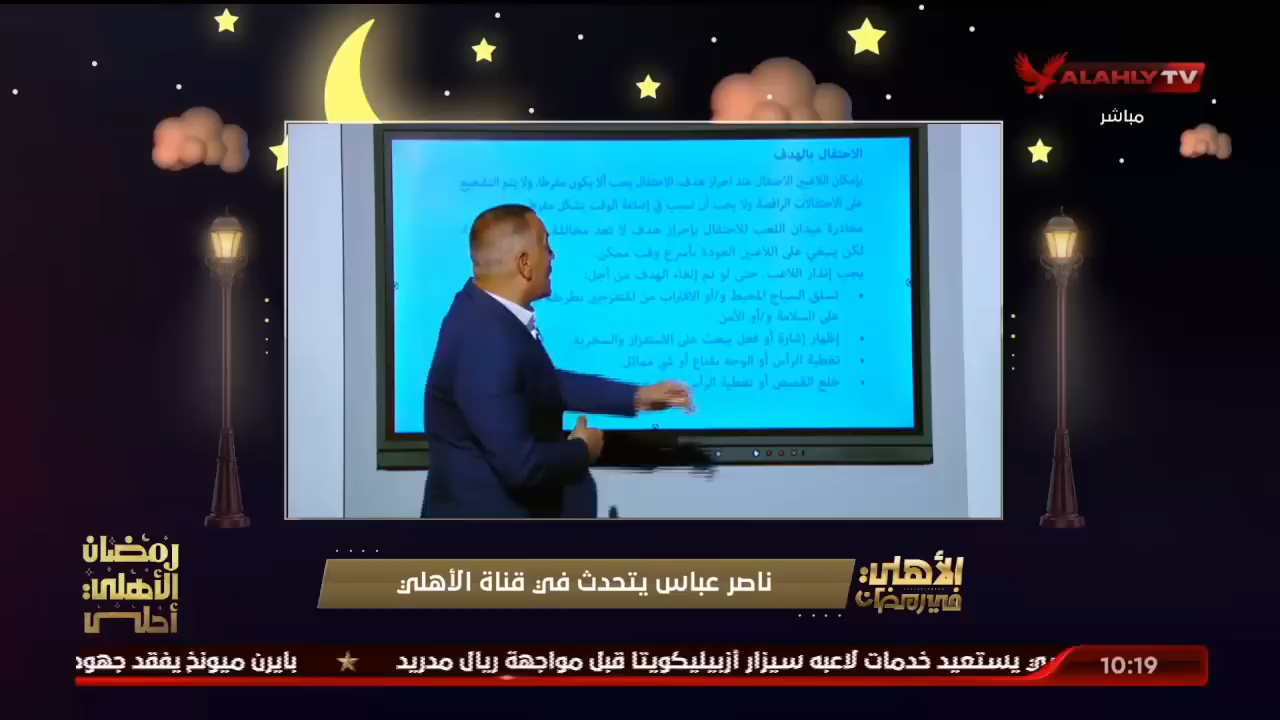 ALAHLY TV
مباشر
الاحتفال بالهدف
بإمكان اللاعبين الاحتفال عند احراز هدف، الاحتفال يجب ألا يكون مفرطا، ولا يتم التشجيع
على الاحتفالات الراقصة ولا يجب أن تسبب في إضاعة الوقت بشكل مفرط
مغادرة ميدان اللعب للاحتفال بإحراز هدف لا تعد مخالفة
لكن ينبغي على اللاعبين العودة بأسرع وقت ممكن.
يجب إنذار اللاعب، حتى لو تم إلغاء الهدف من أجل:
• تسلق السياج المحيط و/أو الاقتراب من المتفرجين بطريقة
على السلامة و/أو الأمن.
• إظهار إشارة أو فعل يبحث على الاستفزاز والسخرية.
• تغطية الرأس أو الوجه بقناع أو شي مماثل.
• خلع القميص أو تغطية الرأس
رمضان
الأهلي
أحلى
ناصر عباس يتحدث في قناة الأهلي
الأهلي
في رمضان
ي يستعيد خدمات لاعبه سيزار أزبيليكويتا قبل مواجهة ريال مدريد ★ بايرن ميونخ يفقد جهود
10:19